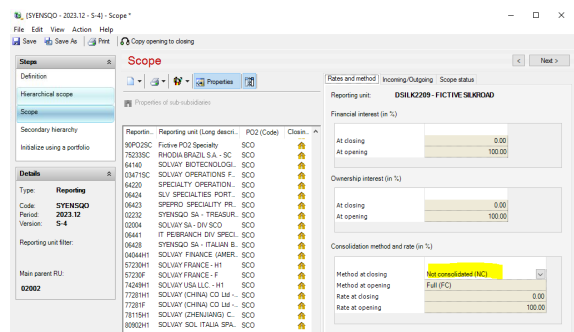 [SYENSQO - 2023.12 - S-4] - Scope *
File Edit View Action Help
Save Save As Print Copy opening to closing
Steps
Definition
Hierarchical scope
Scope
Secondary hierarchy
Initialize using a portfolio
Details
Type: Reporting
Code: SYENSQO
Period: 2023.12
Version: S-4
Reporting unit filter:
Main parent RU:
02002
Scope
< Next >
Properties
Properties of sub-subsidiaries
Reportin.. Reporting unit (Long descri.. PO2 (Code) Closin..
90PO2SC Fictive PO2 Specialty SCO
75233SC RHODIA BRAZIL S.A. - SC SCO
64140 SOLVAY BIOTECHNOLOGI.. SCO
03471SC SOLVAY OPERATIONS F.. SCO
64220 SPECIALTY OPERATION.. SCO
06424 SLV SPECIALTIES PORT.. SCO
06423 SPEPRO SPECIALITY PR.. SCO
02232 SYENSQO SA - TREASUR.. SCO
02004 SOLVAY SA - DIV SCO SCO
06441 IT PE/BRANCH DIV SPECI.. SCO
06428 SYENSQO SA - ITALIAN B.. SCO
04044H1 SOLVAY FINANCE (AMER.. SCO
57230H1 SOLVAY FRANCE - H1 SCO
57230F SOLVAY FRANCE - F SCO
74249H1 SOLVAY USA LLC. - H1 SCO
77281H1 SOLVAY (CHINA) CO Ltd -.. SCO
77281F SOLVAY (CHINA) CO Ltd -.. SCO
78115H1 SOLVAY (ZHENJIANG) C.. SCO
80902H1 SOLVAY SOL ITALIA SPA.. SCO
Rates and method Incoming/Outgoing Scope status
Reporting unit: DSILK2209 - FICTIVE SILKROAD
Financial interest (in %)
At closing 0.00
At opening 100.00
Ownership interest (in %)
At closing 0.00
At opening 100.00
Consolidation method and rate (in %)
Method at closing Not consolidated (NC)
Method at opening Full (FC)
Rate at closing 0.00
Rate at opening 100.00